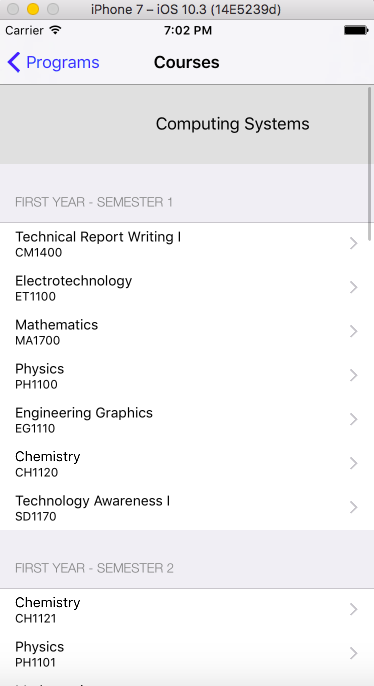 iPhone 7 – iOS 10.3 (14E5239d)
Carrier 7:02 PM
Programs Courses
Computing Systems
FIRST YEAR - SEMESTER 1
Technical Report Writing I
CM1400
Electrotechnology
ET1100
Mathematics
MA1700
Physics
PH1100
Engineering Graphics
EG1110
Chemistry
CH1120
Technology Awareness I
SD1170
FIRST YEAR - SEMESTER 2
Chemistry
CH1121
Physics
PH1101